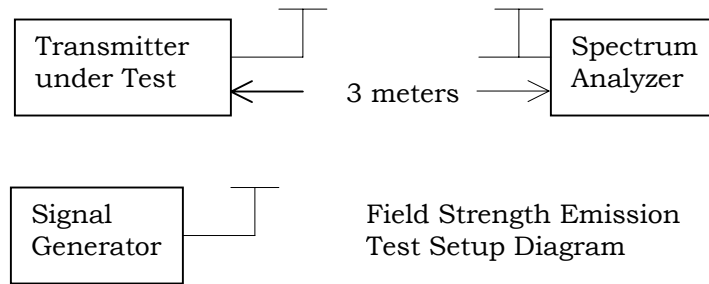 Transmitter
under Test
3 meters
Spectrum
Analyzer
Signal
Generator
Field Strength Emission
Test Setup Diagram